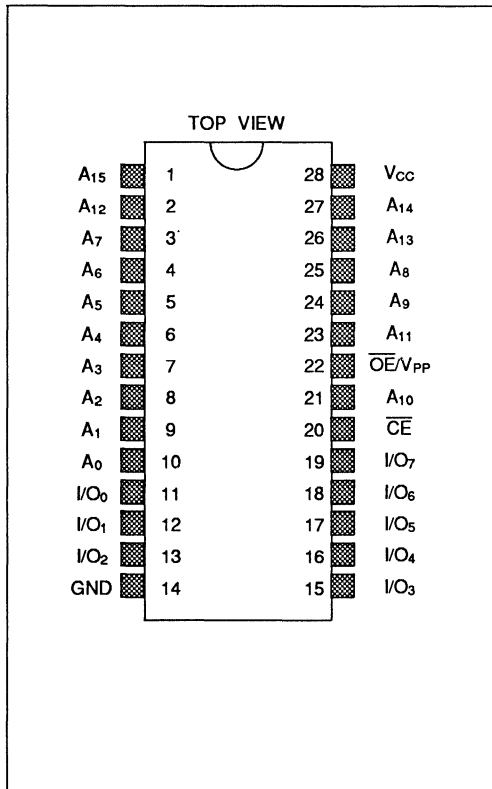 TOP VIEW
A15 1 28 VCC
A12 2 27 A14
A7 3 26 A13
A6 4 25 A8
A5 5 24 A9
A4 6 23 A11
A3 7 22 O̅E̅/VPP
A2 8 21 A10
A1 9 20 C̅E̅
A0 10 19 I/O7
I/O0 11 18 I/O6
I/O1 12 17 I/O5
I/O2 13 16 I/O4
GND 14 15 I/O3